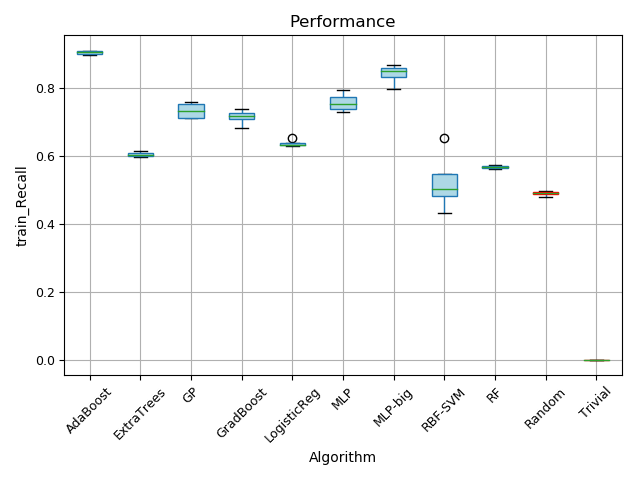 Performance
train_Recall
0.8
0.6
0.4
0.2
0.0
AdaBoost
ExtraTrees
GP
GradBoost
LogisticReg
MLP
MLP-big
RBF-SVM
RF
Random
Trivial
Algorithm